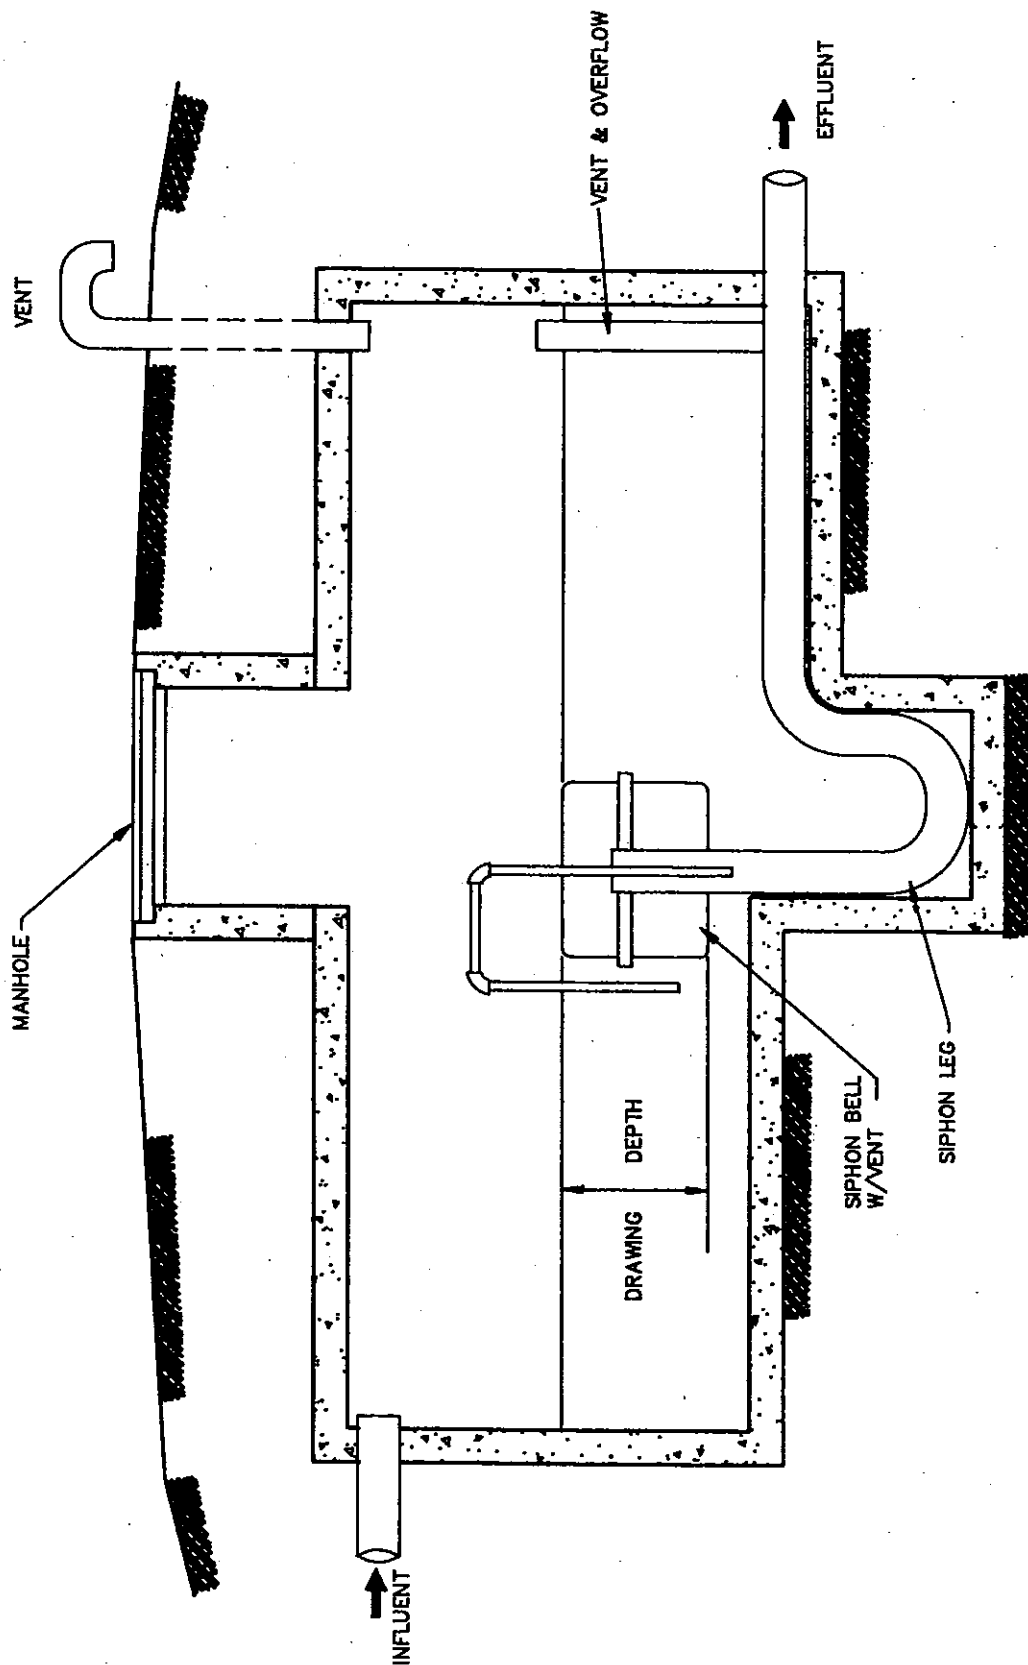 VENT
MANHOLE
VENT & OVERFLOW
EFFLUENT
INFLUENT
DRAWING DEPTH
SIPHON BELL
W/VENT
SIPHON LEG